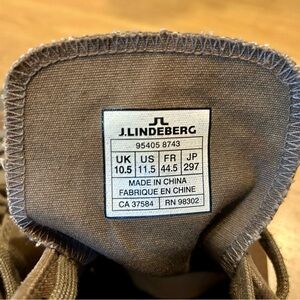 J.LINDEBERG
95405 8743
UK US FR JP
10.5 11.5 44.5 297
MADE IN CHINA
FABRIQUE EN CHINE
CA 37584 RN 98302